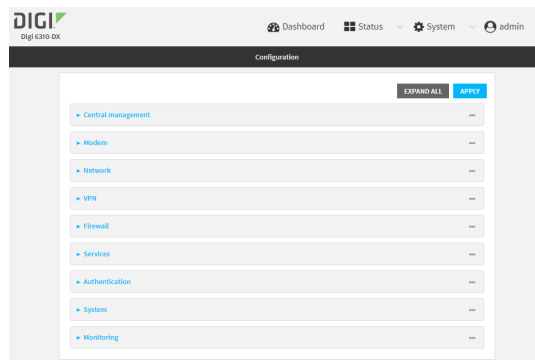 DIGI
Digi 6310-DX
Dashboard Status System admin
Configuration
EXPAND ALL APPLY
Central management
Modem
Network
VPN
Firewall
Services
Authentication
System
Monitoring